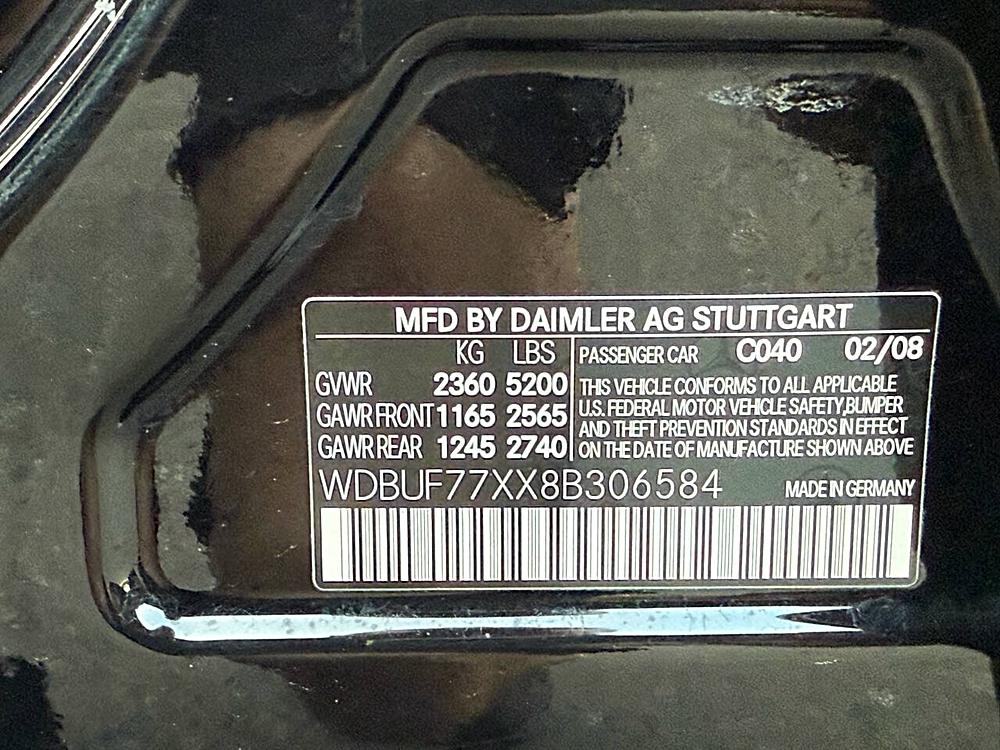 MFD BY DAIMLER AG STUTTGART
KG LBS
GVWR 2360 5200
GAWR FRONT 1165 2565
GAWR REAR 1245 2740
PASSENGER CAR C040 02/08
THIS VEHICLE CONFORMS TO ALL APPLICABLE
U.S. FEDERAL MOTOR VEHICLE SAFETY,BUMPER
AND THEFT PREVENTION STANDARDS IN EFFECT
ON THE DATE OF MANUFACTURE SHOWN ABOVE
WDBUF77XX8B306584
MADE IN GERMANY